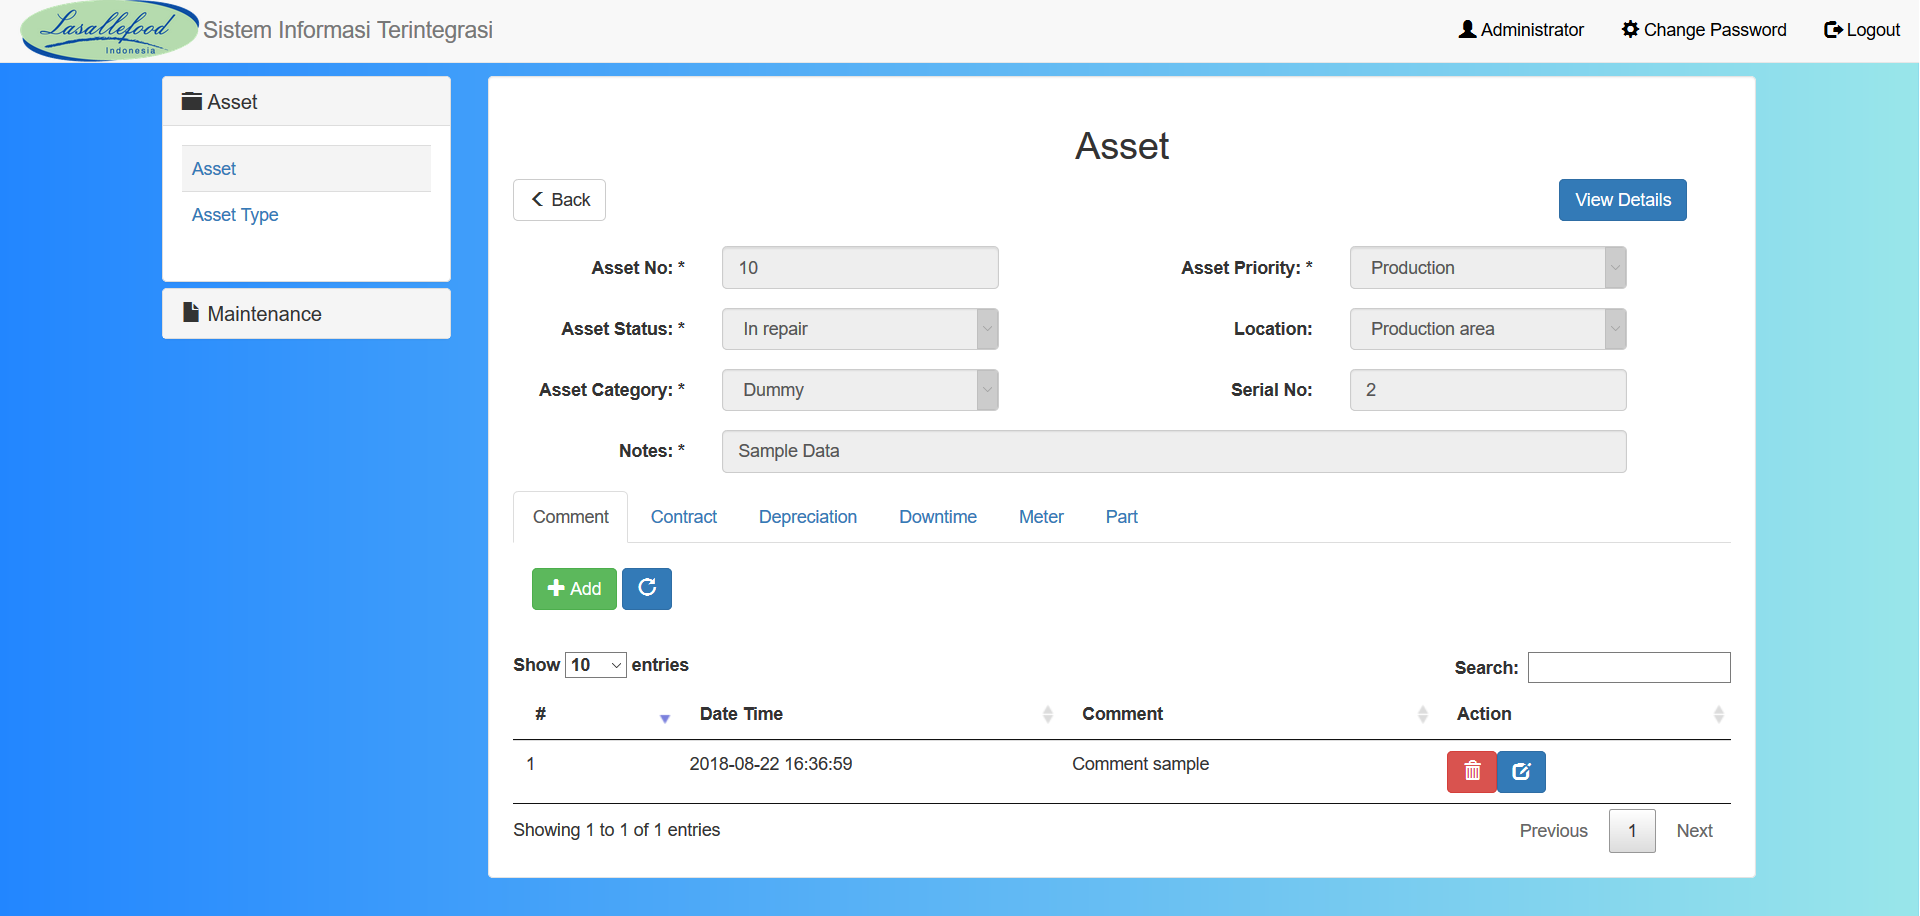 Lasallefood
Indonesia
Sistem Informasi Terintegrasi
Administrator
Change Password
Logout
Asset
Asset
Asset Type
Maintenance
Asset
Back
View Details
Asset No: * 10
Asset Priority: * Production
Asset Status: * In repair
Location: Production area
Asset Category: * Dummy
Serial No: 2
Notes: * Sample Data
Comment Contract Depreciation Downtime Meter Part
Add
Show 10 entries
Search:
# Date Time Comment Action
1 2018-08-22 16:36:59 Comment sample
Showing 1 to 1 of 1 entries
Previous 1 Next